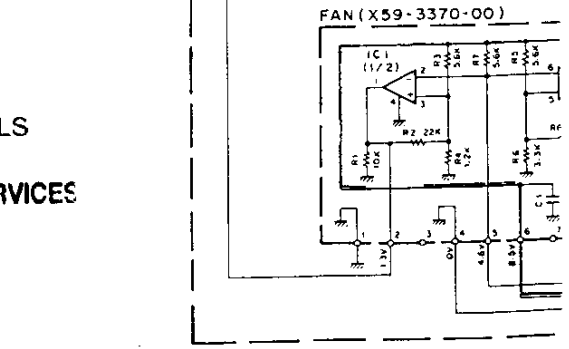 FAN (X59-3370-00)
IC1
(1/2)
R3
5.6K
R7
5.6K
R5
5.6K
1
2
6
4
3
5
LS
R2 22K
R1
10K
R4
1.2K
R6
3.3K
RVICES
C1
1
2
3
4
5
6
7
1.3V
0V
4.6V
8.5V